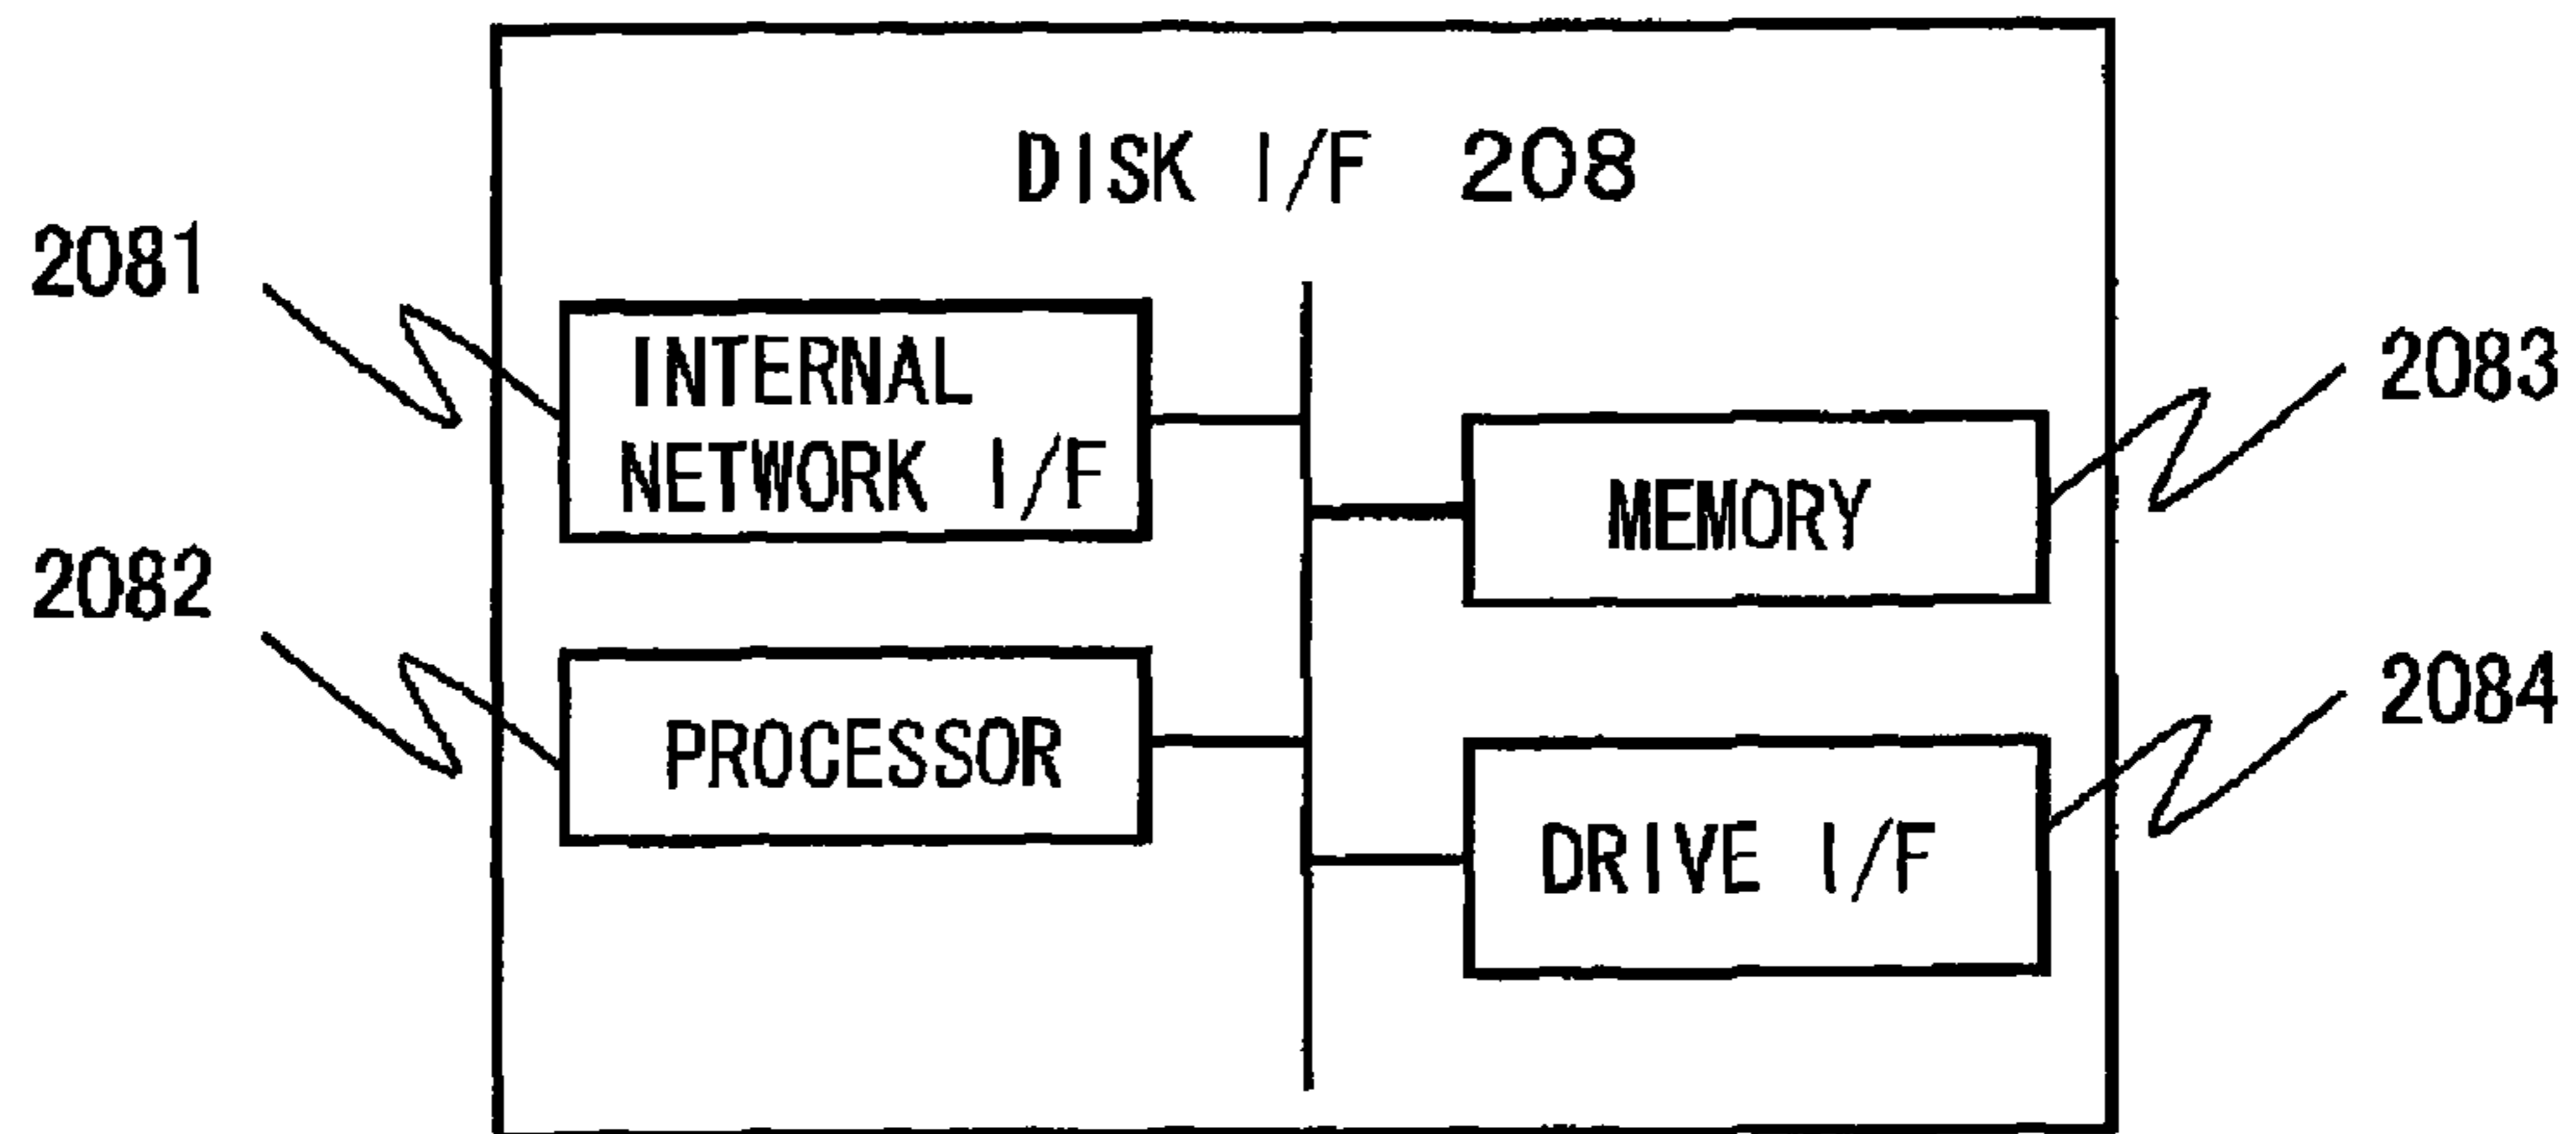 DISK I/F 208
2081
INTERNAL
NETWORK I/F
2083
MEMORY
2082
PROCESSOR
2084
DRIVE I/F